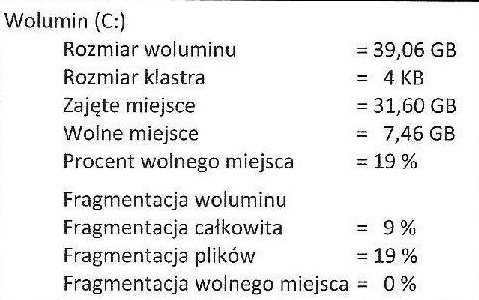 Wolumin (C:)
Rozmiar woluminu = 39,06 GB
Rozmiar klastra = 4 KB
Zajęte miejsce = 31,60 GB
Wolne miejsce = 7,46 GB
Procent wolnego miejsca = 19 %
Fragmentacja woluminu
Fragmentacja całkowita = 9 %
Fragmentacja plików = 19 %
Fragmentacja wolnego miejsca = 0 %